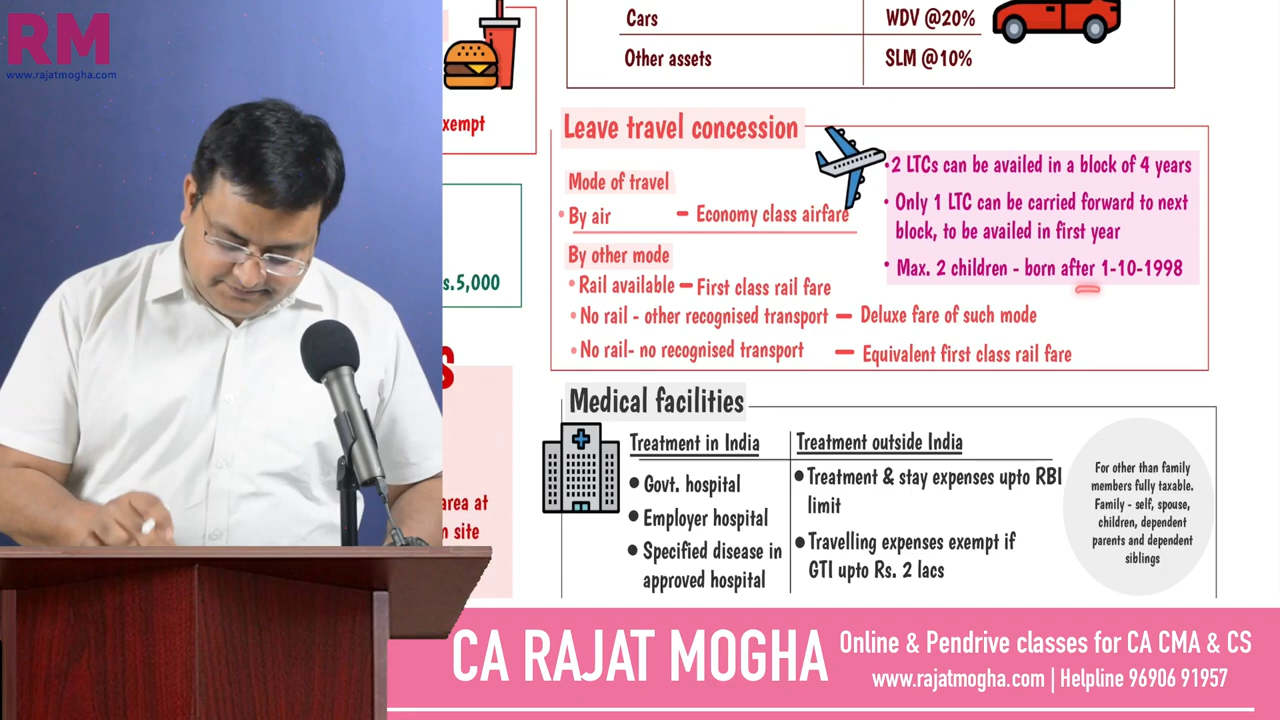 RM
www.rajatmogha.com
Cars
WDV @20%
Other assets
SLM @10%
xempt
s.5,000
S
area at
site
Leave travel concession
Mode of travel
• By air – Economy class airfare
By other mode
• Rail available – First class rail fare
• No rail - other recognised transport – Deluxe fare of such mode
• No rail- no recognised transport – Equivalent first class rail fare
• 2 LTCs can be availed in a block of 4 years
• Only 1 LTC can be carried forward to next
block, to be availed in first year
• Max. 2 children - born after 1-10-1998
Medical facilities
Treatment in India
• Govt. hospital
• Employer hospital
• Specified disease in
approved hospital
Treatment outside India
• Treatment & stay expenses upto RBI
limit
• Travelling expenses exempt if
GTI upto Rs. 2 lacs
For other than family
members fully taxable.
Family - self, spouse,
children, dependent
parents and dependent
siblings
CA RAJAT MOGHA
Online & Pendrive classes for CA CMA & CS
www.rajatmogha.com | Helpline 96906 91957